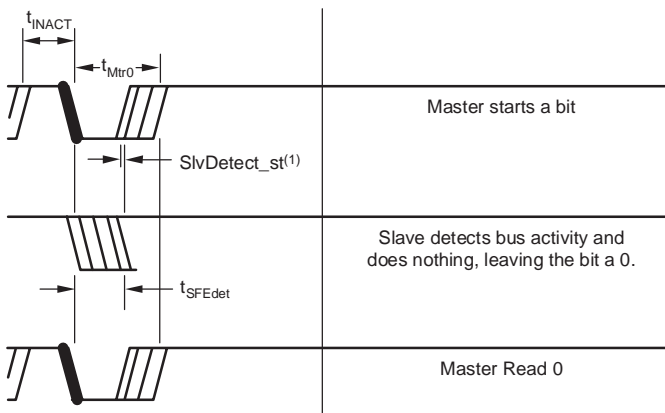 tINACT
tMtr0
Master starts a bit
SlvDetect_st(1)
Slave detects bus activity and
does nothing, leaving the bit a 0.
tSFEdet
Master Read 0